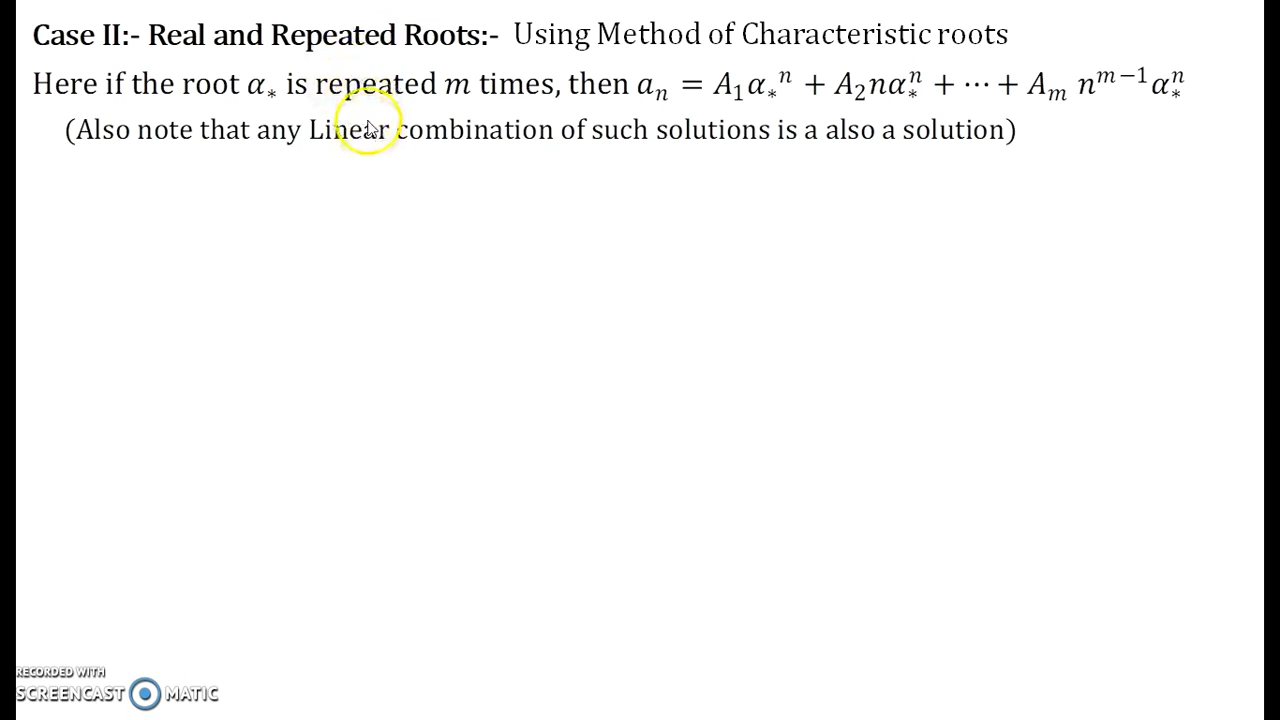 Case II:- Real and Repeated Roots:- Using Method of Characteristic roots
Here if the root α∗ is repeated m times, then aₙ = A₁α∗ⁿ + A₂nα∗ⁿ + ⋯ + Aₘ nᵐ⁻¹α∗ⁿ
(Also note that any Linear combination of such solutions is a also a solution)
RECORDED WITH
SCREENCAST MATIC